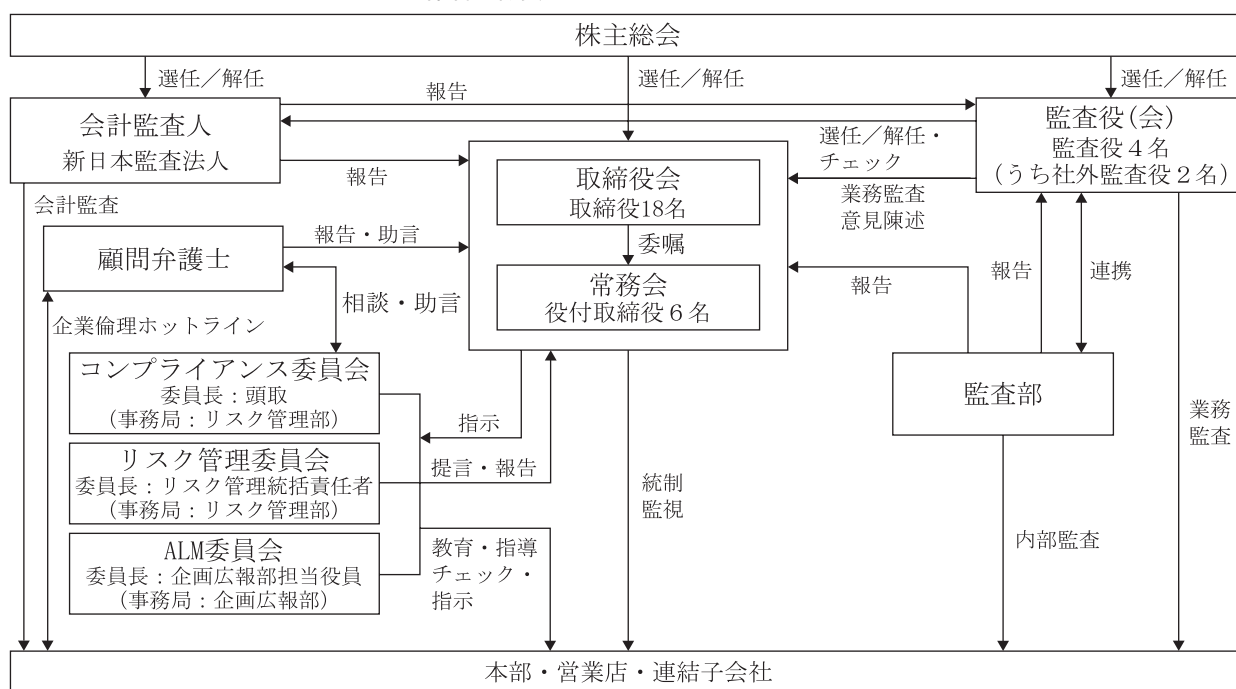 株主総会
選任／解任
選任／解任
選任／解任
報告
会計監査人
新日本監査法人
監査役(会)
監査役４名
(うち社外監査役２名)
選任／解任・
チェック
報告
取締役会
取締役18名
業務監査
意見陳述
会計監査
顧問弁護士
報告・助言
委嘱
常務会
役付取締役６名
報告
報告
連携
相談・助言
企業倫理ホットライン
コンプライアンス委員会
委員長：頭取
(事務局：リスク管理部)
監査部
指示
業務
監査
リスク管理委員会
委員長：リスク管理統括責任者
(事務局：リスク管理部)
提言・報告
統制
監視
ALM委員会
委員長：企画広報部担当役員
(事務局：企画広報部)
教育・指導
チェック・
指示
内部監査
本部・営業店・連結子会社